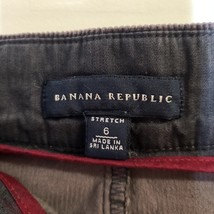 BANANA REPUBLIC
STRETCH
6
MADE IN
SRI LANKA